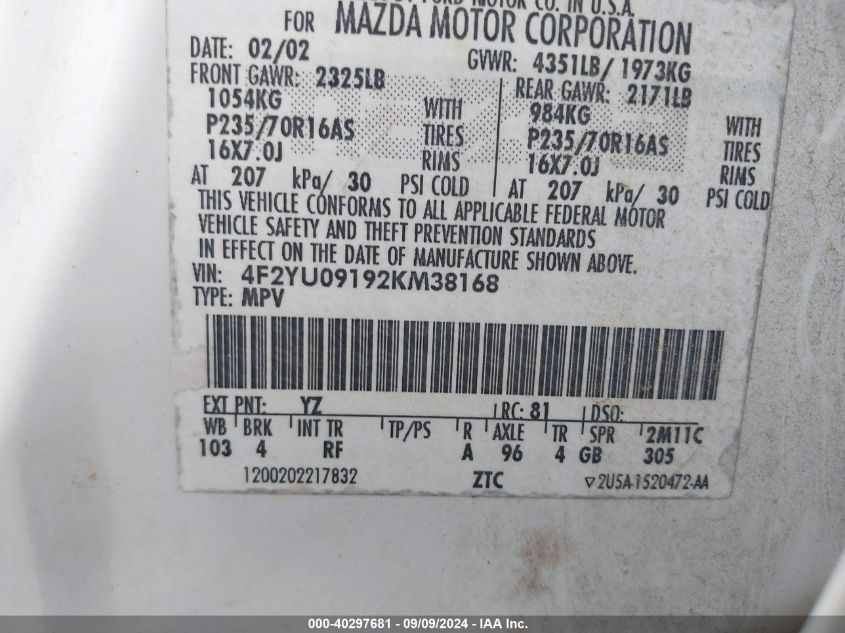 FORD MOTOR CO. IN U.S.A.
FOR MAZDA MOTOR CORPORATION
DATE: 02/02 GVWR: 4351LB/ 1973KG
FRONT GAWR: 2325LB REAR GAWR: 2171LB
1054KG WITH 984KG WITH
P235/70R16AS TIRES P235/70R16AS TIRES
16X7.0J RIMS 16X7.0J RIMS
AT 207 kPa/ 30 PSI COLD AT 207 kPa/ 30 PSI COLD
THIS VEHICLE CONFORMS TO ALL APPLICABLE FEDERAL MOTOR
VEHICLE SAFETY AND THEFT PREVENTION STANDARDS
IN EFFECT ON THE DATE OF MANUFACTURE SHOWN ABOVE.
VIN: 4F2YU09192KM38168
TYPE: MPV
EXT PNT: YZ RC: 81 DSO:
WB BRK INT TR TP/PS R AXLE TR SPR 2M11C
103 4 RF A 96 4 GB 305
1200202217832 ZTC ▽2U5A-1520472-AA
000-40297681 - 09/09/2024 - IAA Inc.